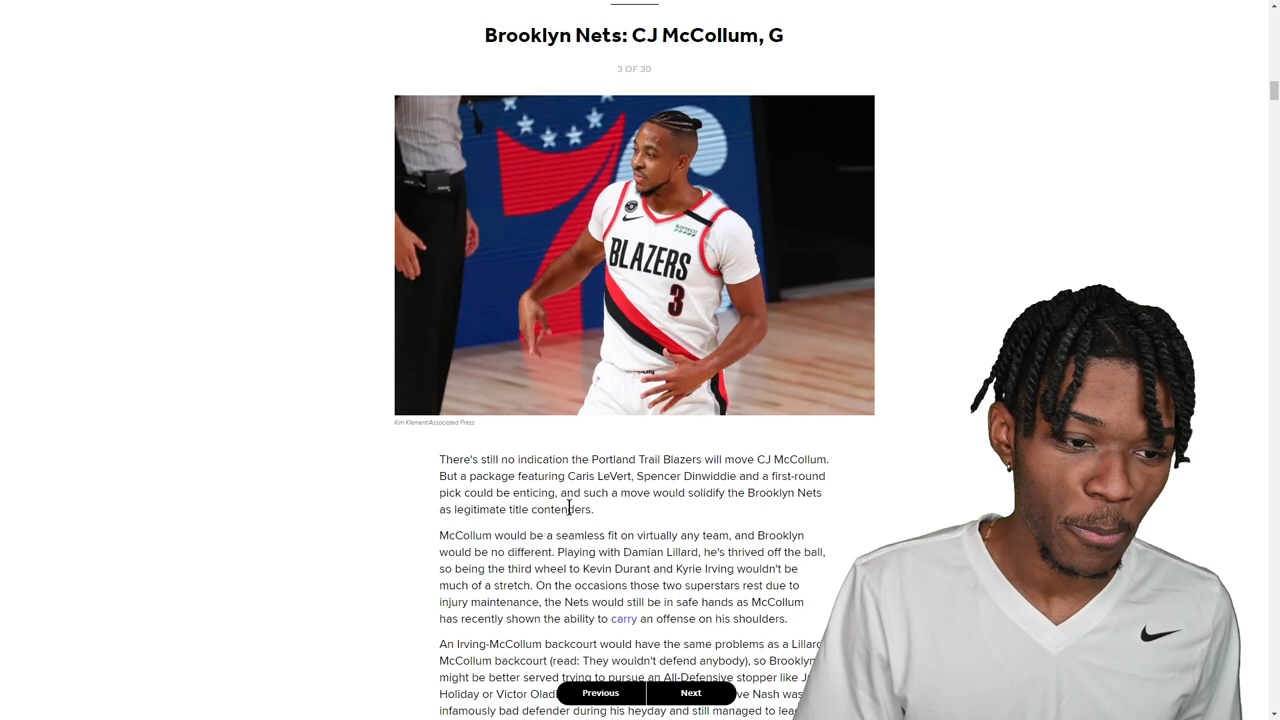 Brooklyn Nets: CJ McCollum, G
3 OF 30
BLAZERS
3
Kim Klement/Associated Press
There's still no indication the Portland Trail Blazers will move CJ McCollum.
But a package featuring Caris LeVert, Spencer Dinwiddie and a first-round
pick could be enticing, and such a move would solidify the Brooklyn Nets
as legitimate title contenders.
McCollum would be a seamless fit on virtually any team, and Brooklyn
would be no different. Playing with Damian Lillard, he's thrived off the ball,
so being the third wheel to Kevin Durant and Kyrie Irving wouldn't be
much of a stretch. On the occasions those two superstars rest due to
injury maintenance, the Nets would still be in safe hands as McCollum
has recently shown the ability to carry an offense on his shoulders.
An Irving-McCollum backcourt would have the same problems as a Lillard
McCollum backcourt (read: They wouldn't defend anybody), so Brooklyn
might be better served trying to pursue an All-Defensive stopper like
Holiday or Victor
Previous
Next
Nash was
infamously bad defender during his heyday and still managed to